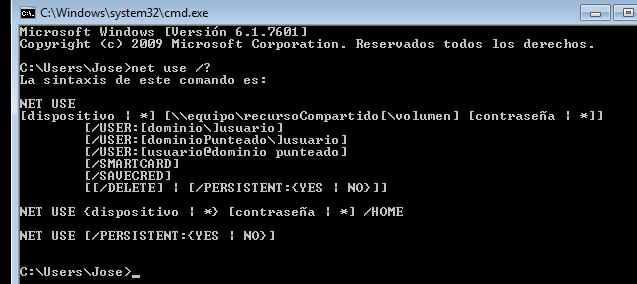 C:\Windows\system32\cmd.exe
Microsoft Windows [Versión 6.1.7601]
Copyright (c) 2009 Microsoft Corporation. Reservados todos los derechos.
C:\Users\Jose>net use /?
La sintaxis de este comando es:
NET USE
[dispositivo | *] [\\equipo\recursoCompartido[\volumen] [contraseña | *]]
[/USER:[dominio\]usuario]
[/USER:[dominioPunteado\]usuario]
[/USER:[usuario@dominio punteado]
[/SMARTCARD]
[/SAVECRED]
[[/DELETE] | [/PERSISTENT:{YES | NO}]]
NET USE {dispositivo | *} [contraseña | *] /HOME
NET USE [/PERSISTENT:{YES | NO}]
C:\Users\Jose>_